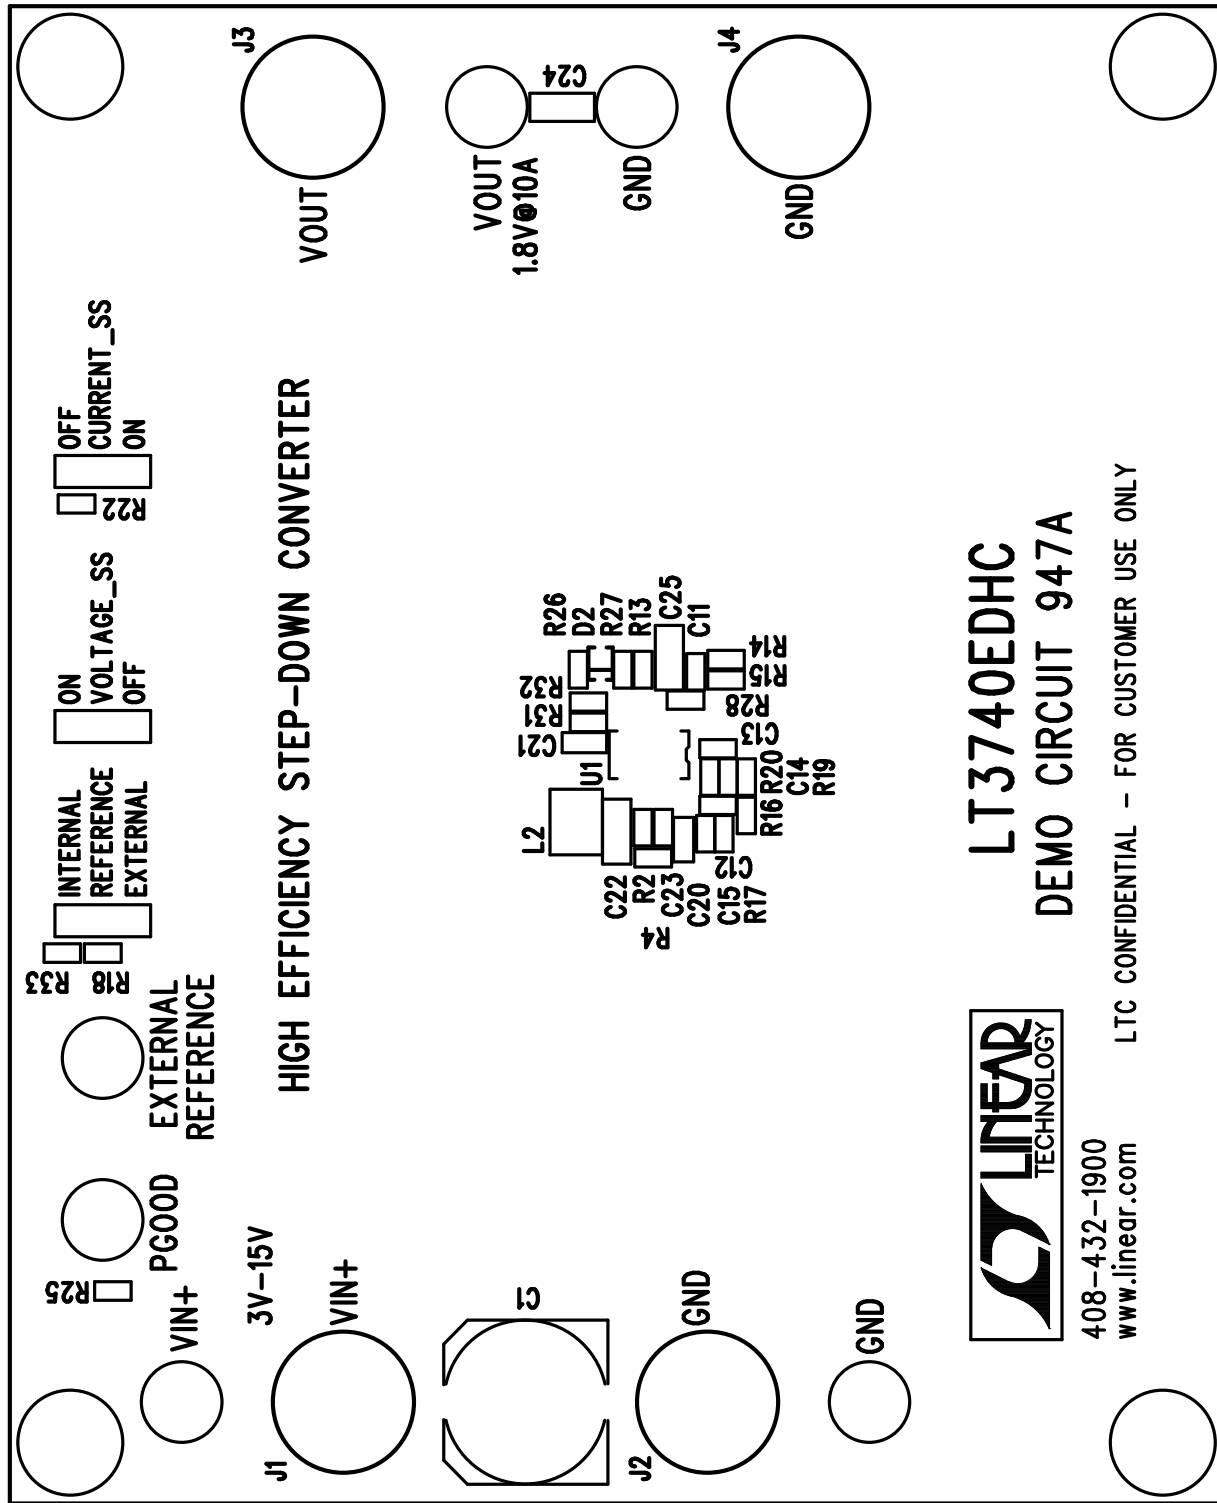 J3
VOUT
C24
VOUT
1.8V@10A
GND
J4
GND
OFF
CURRENT_SS
ON
R22
ON
VOLTAGE_SS
OFF
INTERNAL
REFERENCE
EXTERNAL
R33
R18
EXTERNAL
REFERENCE
PGOOD
R25
VIN+
3V-15V
VIN+
J1
C1
GND
J2
GND
HIGH EFFICIENCY STEP-DOWN CONVERTER
R26
D2
R27
R13
C25
C11
R14
R15
R28
R32
R31
C21
U1
C13
R20
C14
R19
R16
L2
C22
R2
C23
C20
C15
R17
C12
R4
LT3740EDHC
DEMO CIRCUIT 947A
LTC CONFIDENTIAL - FOR CUSTOMER USE ONLY
LINEAR
TECHNOLOGY
408-432-1900
www.linear.com